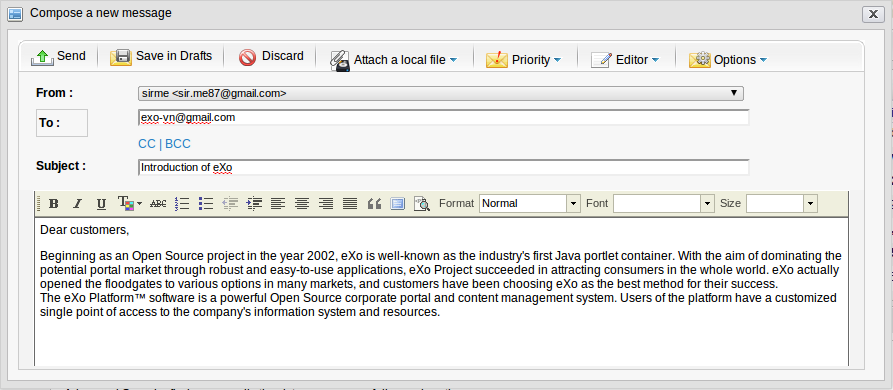 Compose a new message
Send Save in Drafts Discard Attach a local file Priority Editor Options
From : sirme <sir.me87@gmail.com>
To : exo-vn@gmail.com
CC | BCC
Subject : Introduction of eXo
B I U ABC Format Normal Font Size
Dear customers,
Beginning as an Open Source project in the year 2002, eXo is well-known as the industry's first Java portlet container. With the aim of dominating the
potential portal market through robust and easy-to-use applications, eXo Project succeeded in attracting consumers in the whole world. eXo actually
opened the floodgates to various options in many markets, and customers have been choosing eXo as the best method for their success.
The eXo Platform™ software is a powerful Open Source corporate portal and content management system. Users of the platform have a customized
single point of access to the company's information system and resources.